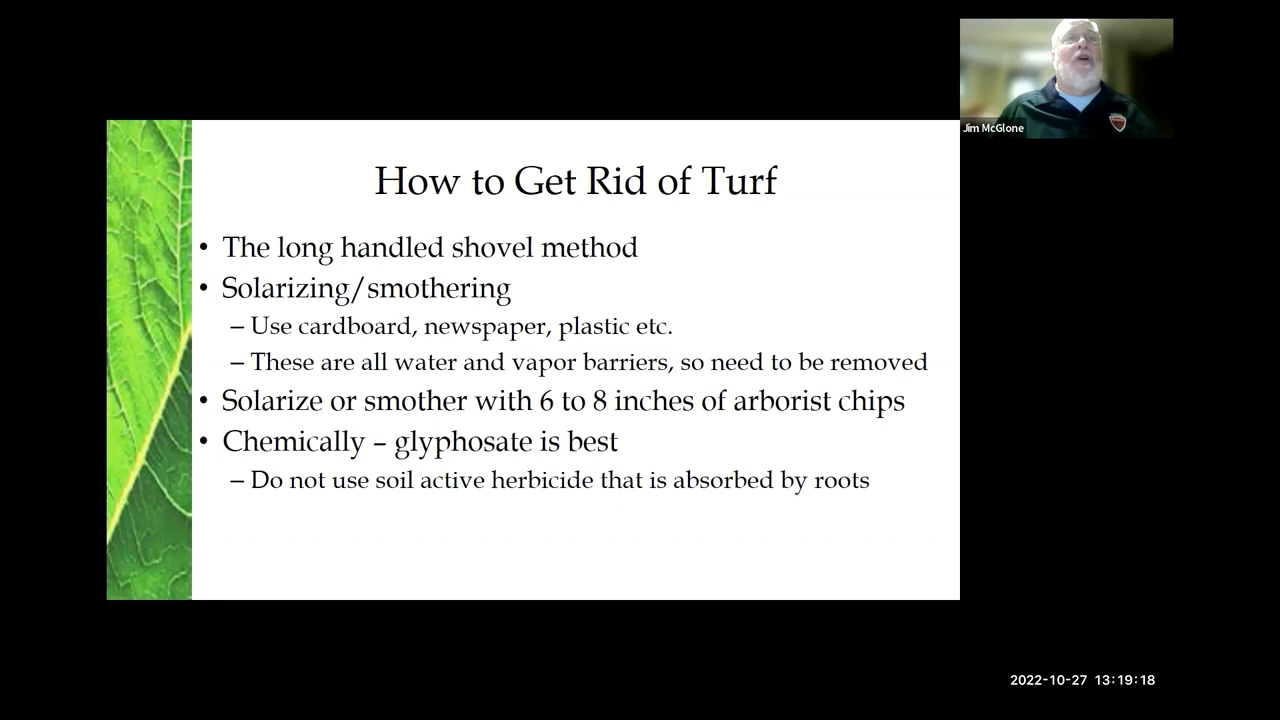 Jim McGlone
How to Get Rid of Turf
• The long handled shovel method
• Solarizing/smothering
– Use cardboard, newspaper, plastic etc.
– These are all water and vapor barriers, so need to be removed
• Solarize or smother with 6 to 8 inches of arborist chips
• Chemically – glyphosate is best
– Do not use soil active herbicide that is absorbed by roots
2022-10-27 13:19:18